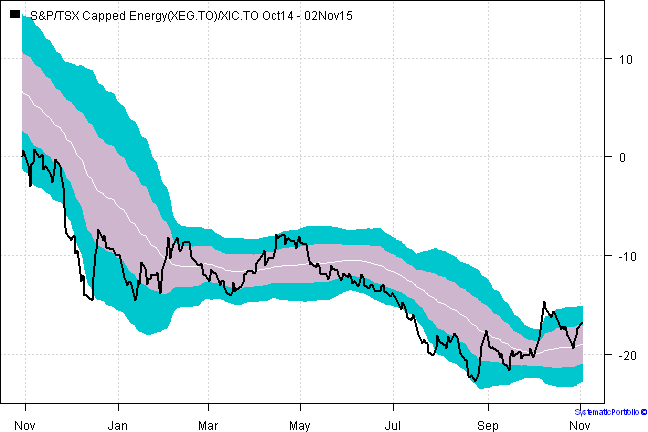 S&P/TSX Capped Energy(XEG.TO)/XIC.TO Oct14 - 02Nov15
10
0
-10
-20
Nov Jan Mar May Jul Sep Nov
SystematicPortfolio ©